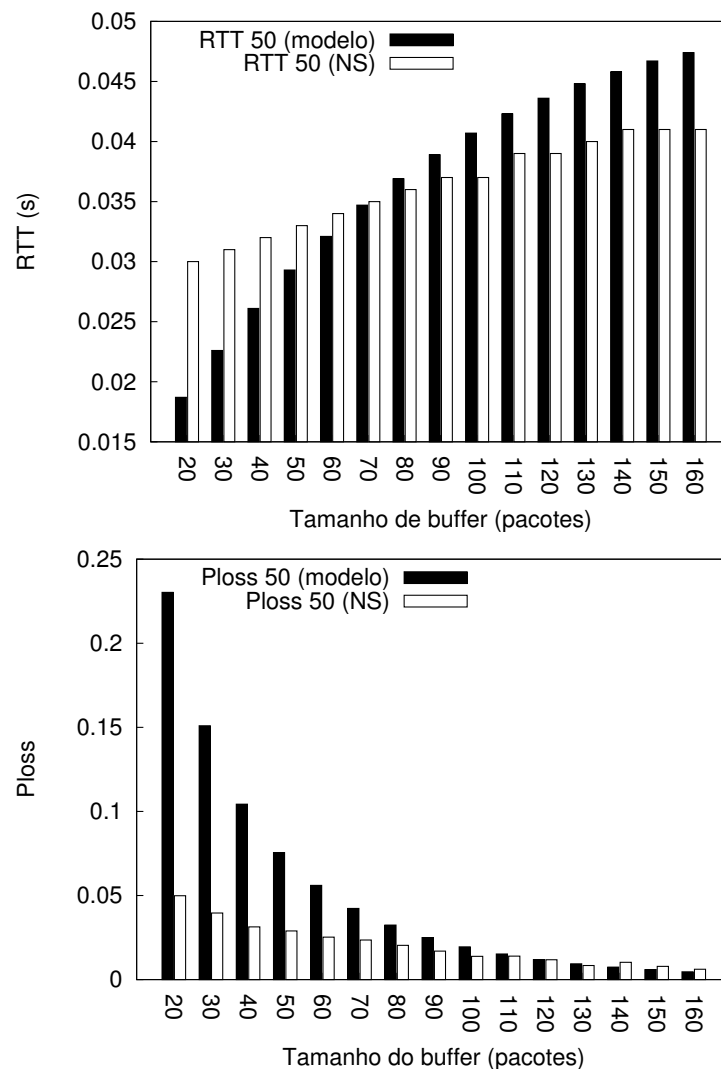 0.05
0.045
0.04
0.035
0.03
0.025
0.02
0.015
RTT (s)
RTT 50 (modelo)
RTT 50 (NS)
20 30 40 50 60 70 80 90 100 110 120 130 140 150 160
Tamanho de buffer (pacotes)
0.25
0.2
0.15
0.1
0.05
0
Ploss
Ploss 50 (modelo)
Ploss 50 (NS)
20 30 40 50 60 70 80 90 100 110 120 130 140 150 160
Tamanho do buffer (pacotes)